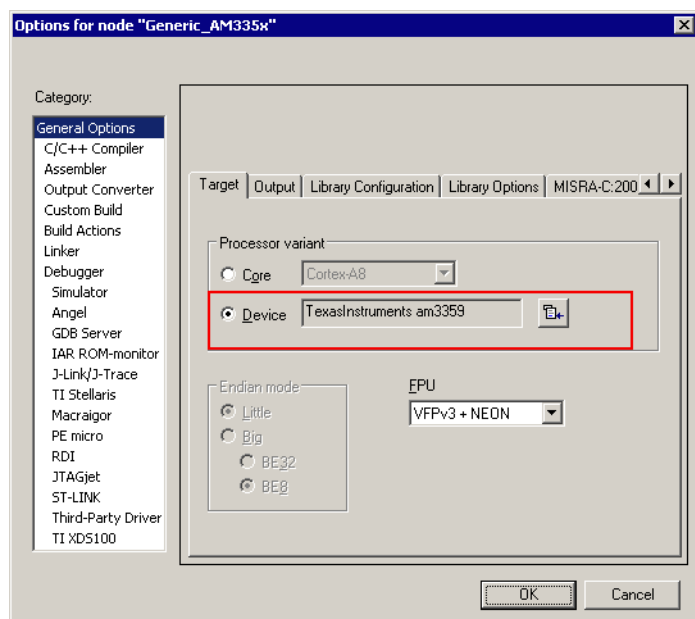 Options for node "Generic_AM335x"
Category:
General Options
C/C++ Compiler
Assembler
Output Converter
Custom Build
Build Actions
Linker
Debugger
Simulator
Angel
GDB Server
IAR ROM-monitor
J-Link/J-Trace
TI Stellaris
Macraigor
PE micro
RDI
JTAGjet
ST-LINK
Third-Party Driver
TI XDS100
Target Output Library Configuration Library Options MISRA-C:200
Processor variant
Core Cortex-A8
Device TexasInstruments am3359
Endian mode
Little
Big
BE32
BE8
FPU
VFPv3 + NEON
OK Cancel